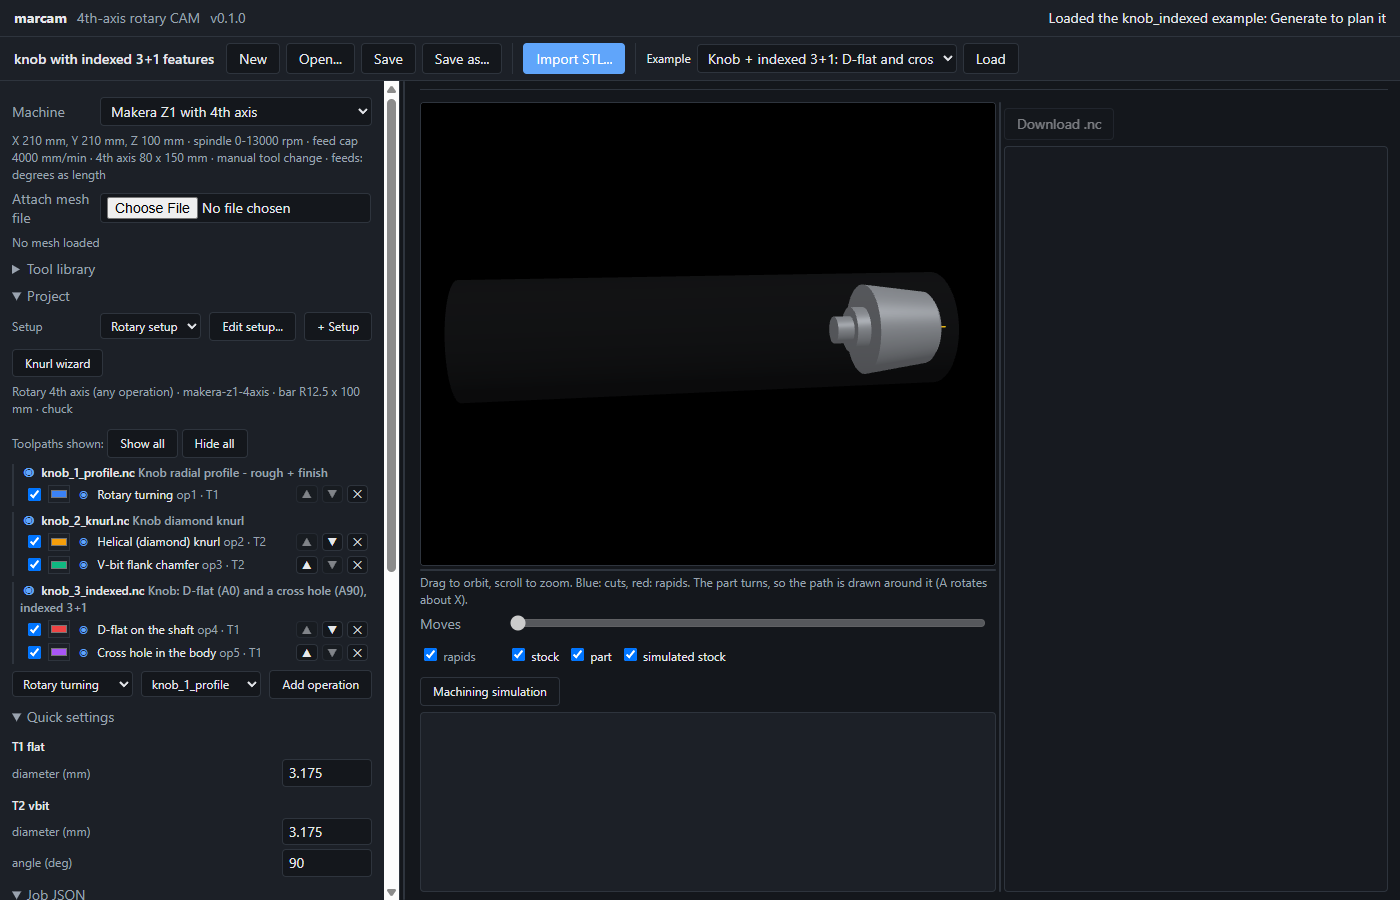 marcam 4th-axis rotary CAM v0.1.0
Loaded the knob_indexed example: Generate to plan it
knob with indexed 3+1 features New Open... Save Save as... Import STL... Example Knob + indexed 3+1: D-flat and cros Load
Machine Makera Z1 with 4th axis
X 210 mm, Y 210 mm, Z 100 mm · spindle 0-13000 rpm · feed cap
4000 mm/min · 4th axis 80 x 150 mm · manual tool change · feeds:
degrees as length
Attach mesh
file
Choose File No file chosen
No mesh loaded
Tool library
Project
Setup Rotary setup Edit setup... + Setup
Knurl wizard
Rotary 4th axis (any operation) · makera-z1-4axis · bar R12.5 x 100
mm · chuck
Toolpaths shown: Show all Hide all
knob_1_profile.nc Knob radial profile - rough + finish
Rotary turning op1 · T1
knob_2_knurl.nc Knob diamond knurl
Helical (diamond) knurl op2 · T2
V-bit flank chamfer op3 · T2
knob_3_indexed.nc Knob: D-flat (A0) and a cross hole (A90),
indexed 3+1
D-flat on the shaft op4 · T1
Cross hole in the body op5 · T1
Rotary turning knob_1_profile Add operation
Quick settings
T1 flat
diameter (mm) 3.175
T2 vbit
diameter (mm) 3.175
angle (deg) 90
Job JSON
Drag to orbit, scroll to zoom. Blue: cuts, red: rapids. The part turns, so the path is drawn around it (A rotates
about X).
Moves
rapids stock part simulated stock
Machining simulation
Download .nc